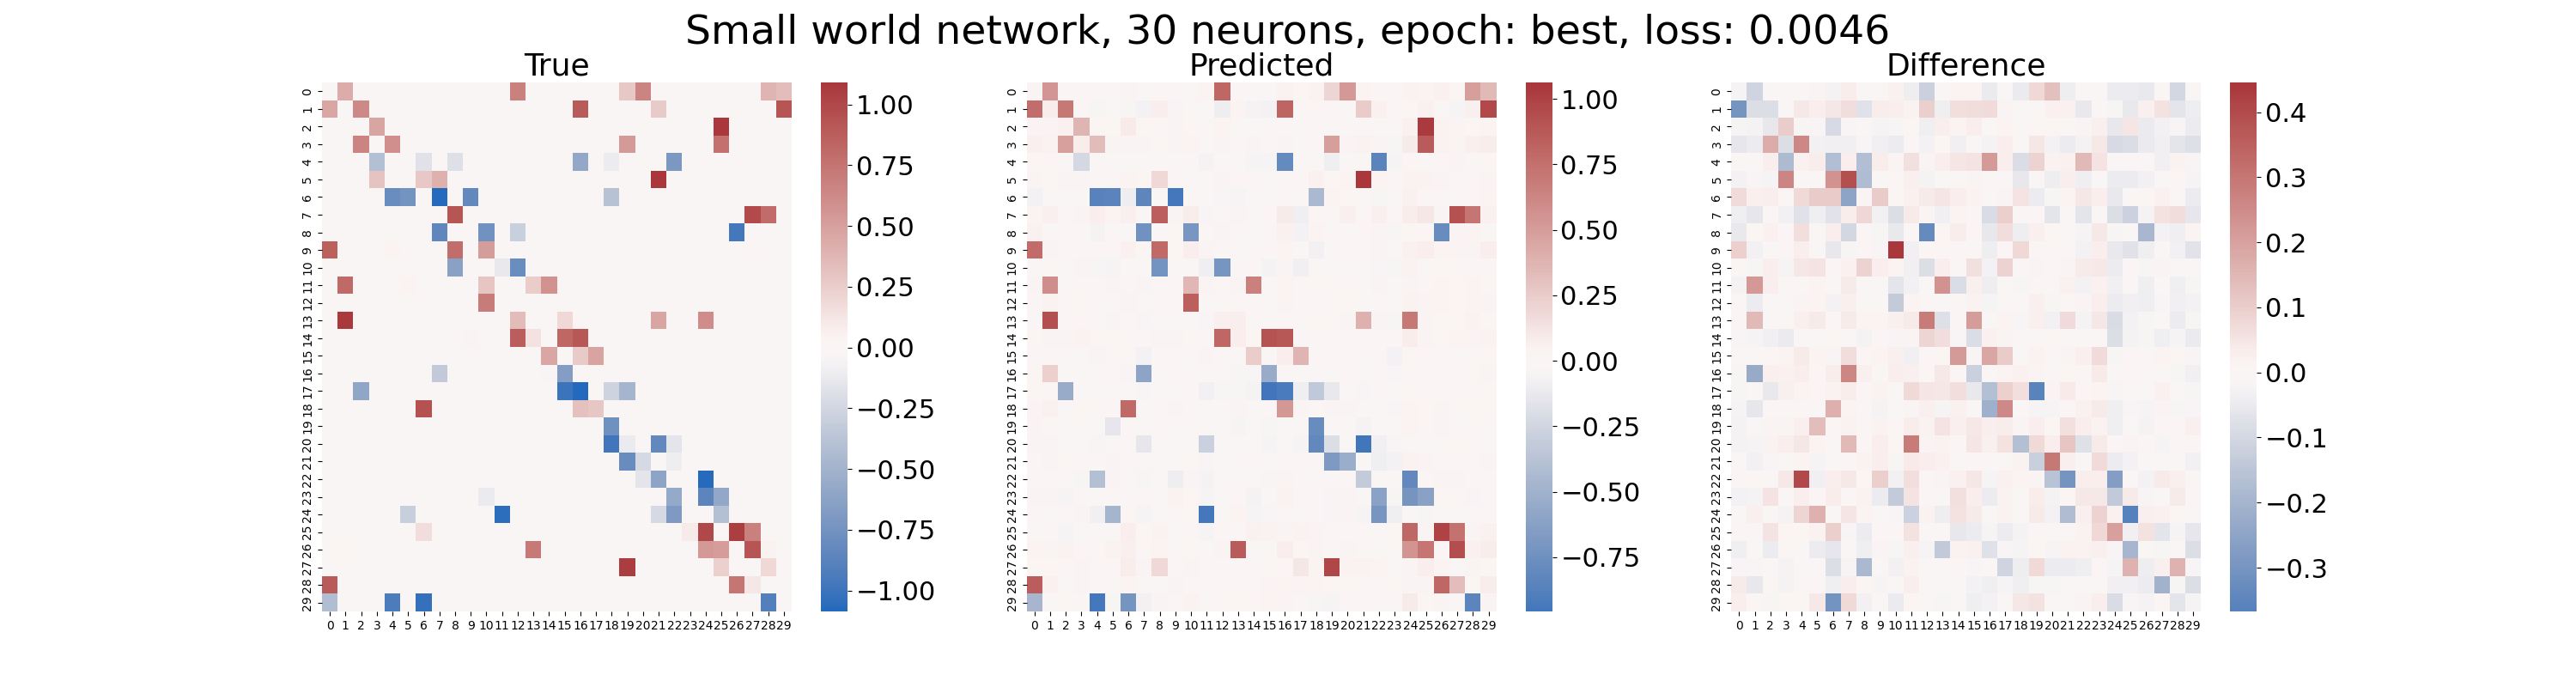 Small world network, 30 neurons, epoch: best, loss: 0.0046
True
Predicted
Difference
0 1 2 3 4 5 6 7 8 9 10 11 12 13 14 15 16 17 18 19 20 21 22 23 24 25 26 27 28 29
1.00
0.75
0.50
0.25
0.00
−0.25
−0.50
−0.75
−1.00
0 1 2 3 4 5 6 7 8 9 10 11 12 13 14 15 16 17 18 19 20 21 22 23 24 25 26 27 28 29
0 1 2 3 4 5 6 7 8 9 10 11 12 13 14 15 16 17 18 19 20 21 22 23 24 25 26 27 28 29
1.00
0.75
0.50
0.25
0.00
−0.25
−0.50
−0.75
0 1 2 3 4 5 6 7 8 9 10 11 12 13 14 15 16 17 18 19 20 21 22 23 24 25 26 27 28 29
0 1 2 3 4 5 6 7 8 9 10 11 12 13 14 15 16 17 18 19 20 21 22 23 24 25 26 27 28 29
0.4
0.3
0.2
0.1
0.0
−0.1
−0.2
−0.3
0 1 2 3 4 5 6 7 8 9 10 11 12 13 14 15 16 17 18 19 20 21 22 23 24 25 26 27 28 29